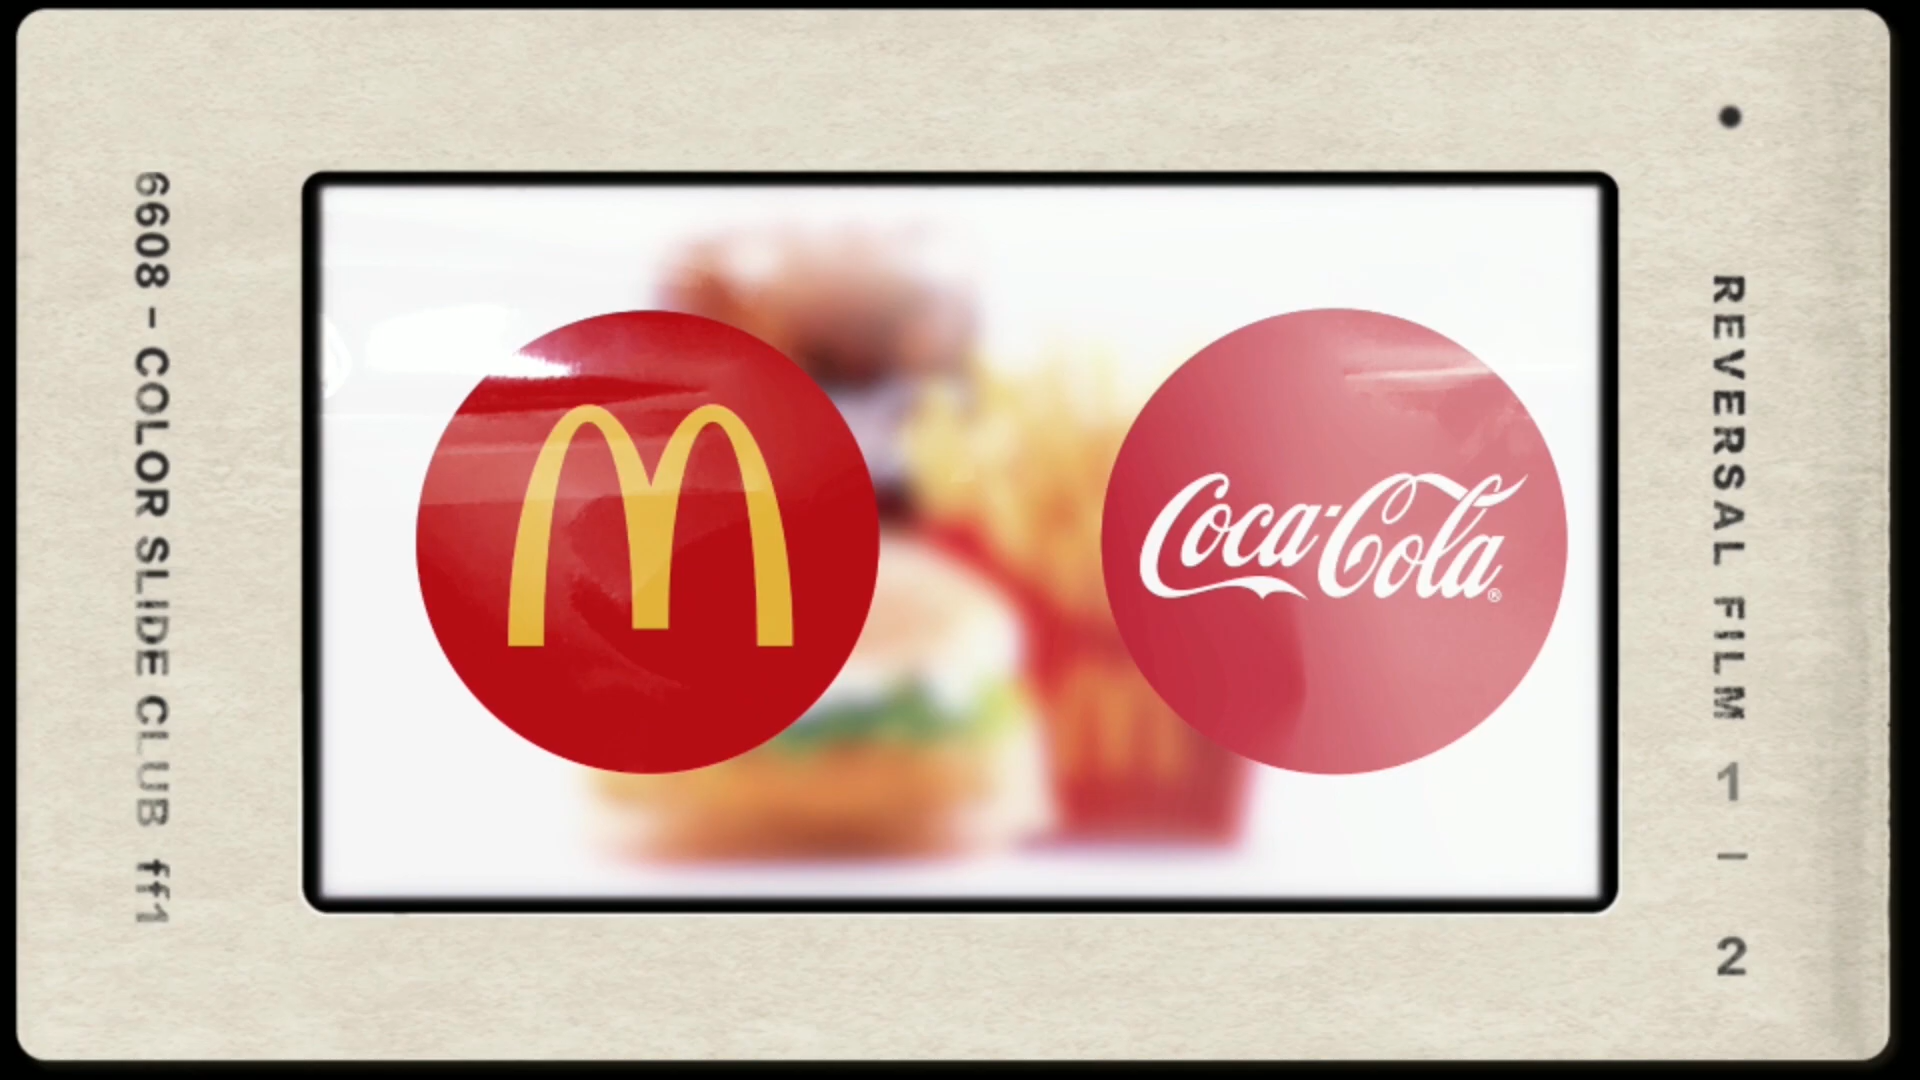 6608 - COLOR SLIDE CLUB ff1
M
Coca-Cola®
M
REVERSAL FILM 1 - 2